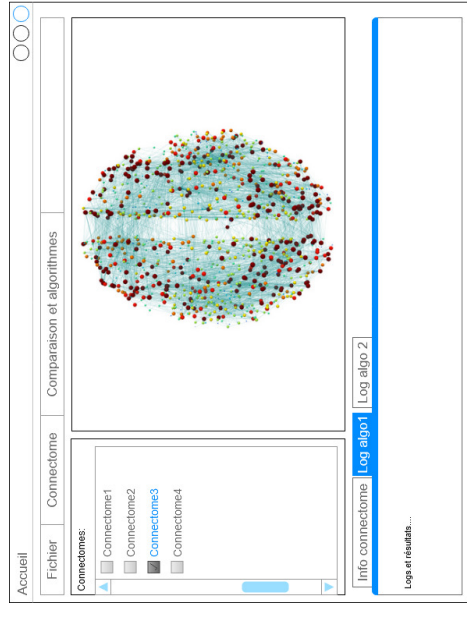 Accueil
Fichier Connectome Comparaison et algorithmes
Connectomes:
Connectome1
Connectome2
Connectome3
Connectome4
Info connectome Log algo1 Log algo 2
Logs et résultats....